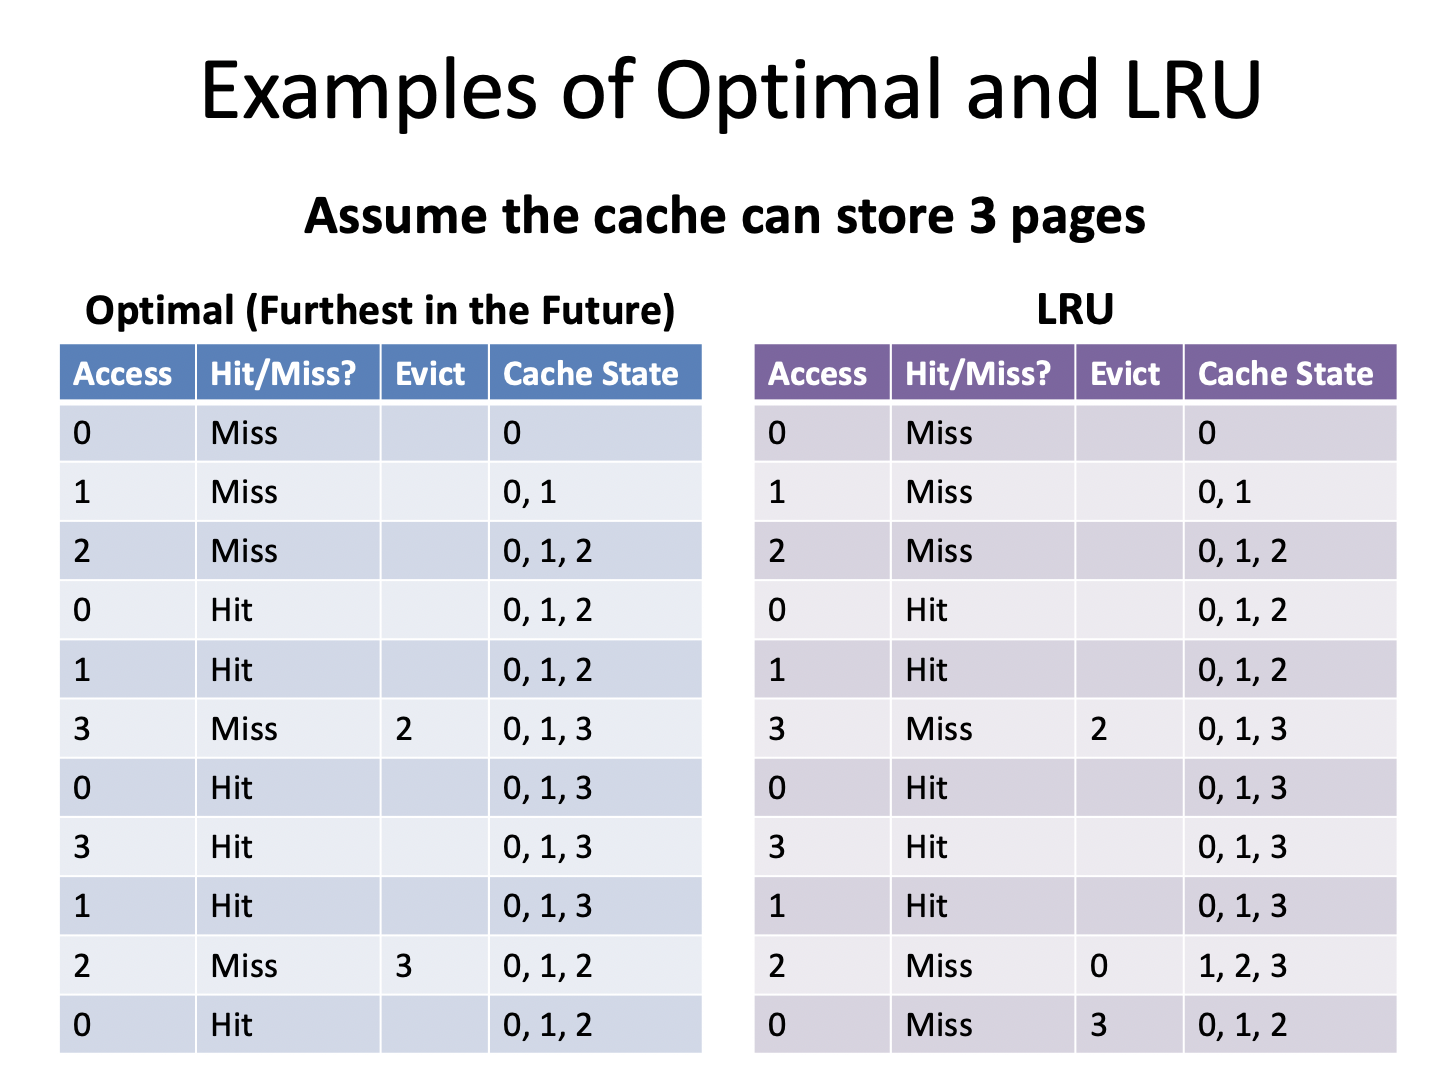 Examples of Optimal and LRU
Assume the cache can store 3 pages
Optimal (Furthest in the Future)
Access Hit/Miss? Evict Cache State
0 Miss 0
1 Miss 0, 1
2 Miss 0, 1, 2
0 Hit 0, 1, 2
1 Hit 0, 1, 2
3 Miss 2 0, 1, 3
0 Hit 0, 1, 3
3 Hit 0, 1, 3
1 Hit 0, 1, 3
2 Miss 3 0, 1, 2
0 Hit 0, 1, 2
LRU
Access Hit/Miss? Evict Cache State
0 Miss 0
1 Miss 0, 1
2 Miss 0, 1, 2
0 Hit 0, 1, 2
1 Hit 0, 1, 2
3 Miss 2 0, 1, 3
0 Hit 0, 1, 3
3 Hit 0, 1, 3
1 Hit 0, 1, 3
2 Miss 0 1, 2, 3
0 Miss 3 0, 1, 2